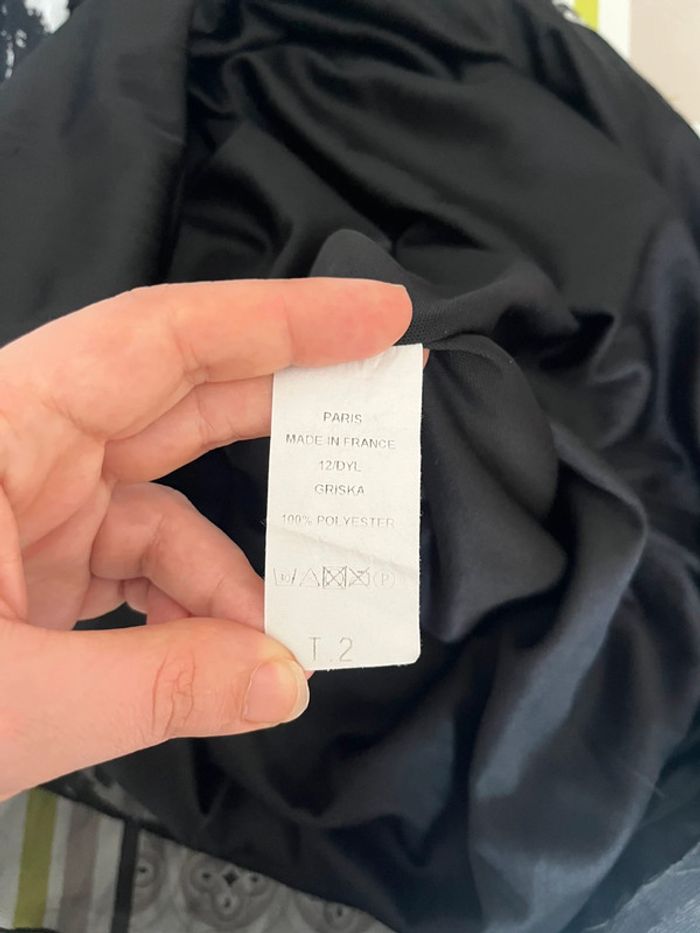 PARIS
MADE IN FRANCE
12/DYL
GRISKA
100% POLYESTER
P
T.2